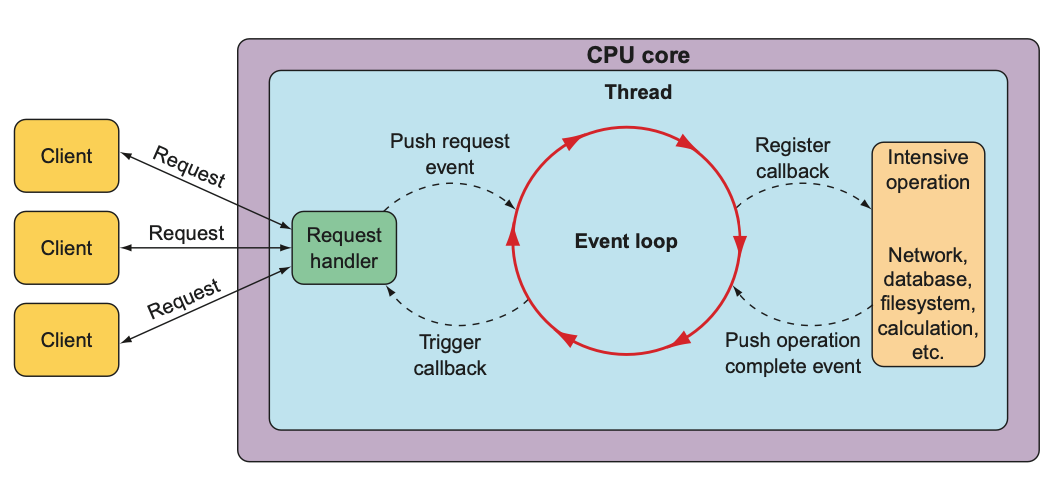 CPU core
Thread
Client
Client
Client
Request
Request
Request
Request
handler
Push request
event
Trigger
callback
Event loop
Register
callback
Push operation
complete event
Intensive
operation
Network,
database,
filesystem,
calculation,
etc.